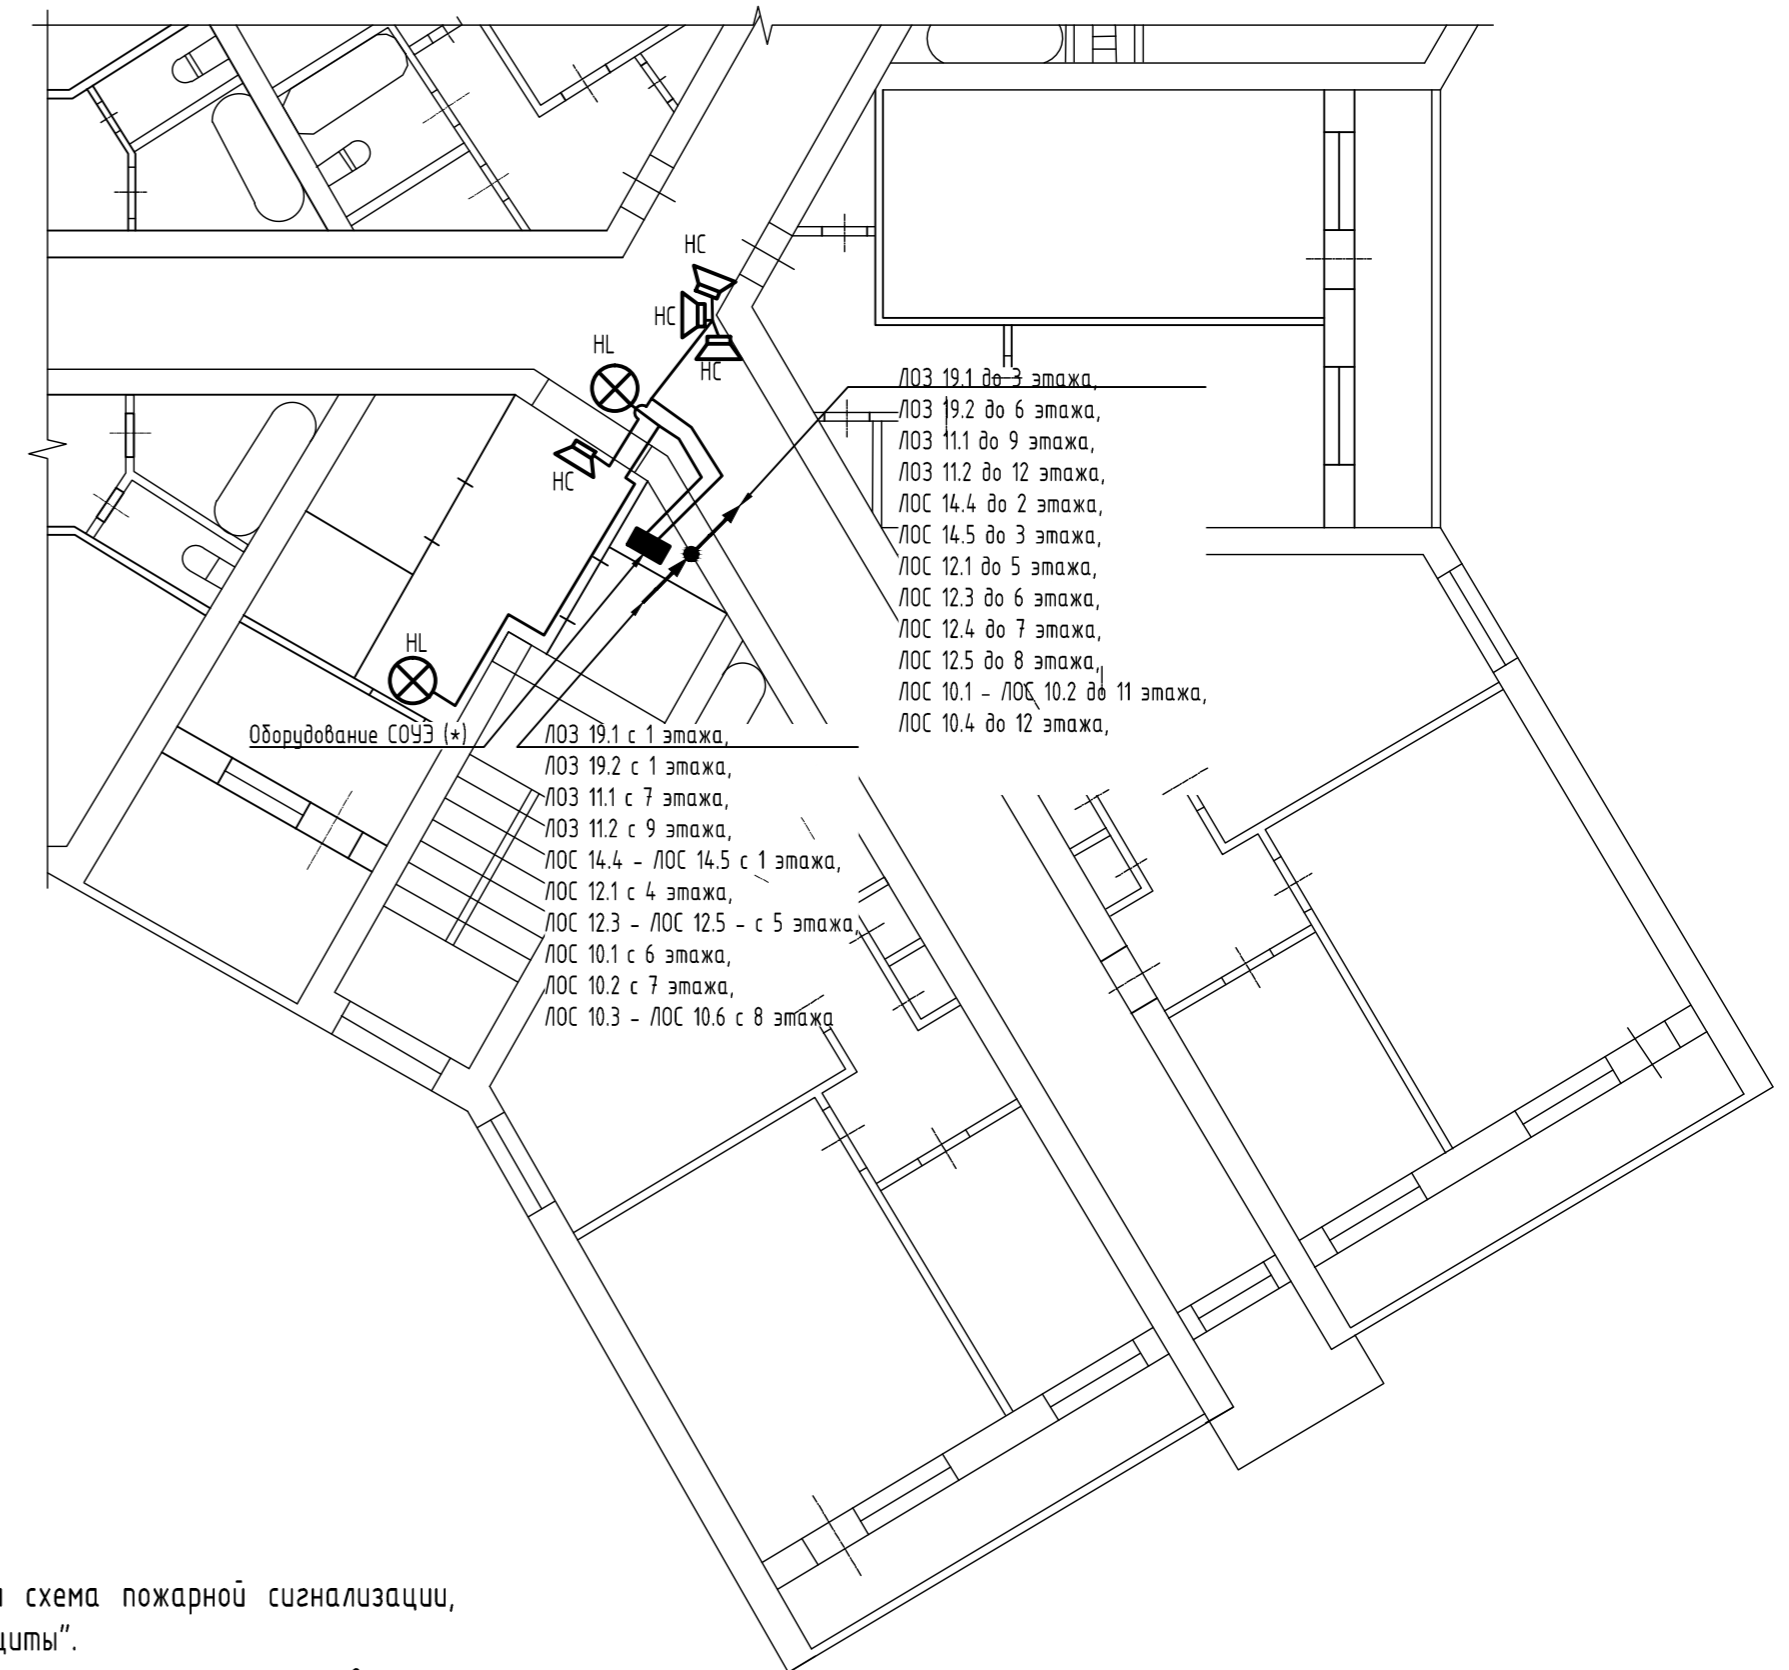 НС
НС
НС
HL
НС
HL
ЛОЗ 19.1 до 3 этажа,
ЛОЗ 19.2 до 6 этажа,
ЛОЗ 11.1 до 9 этажа,
ЛОЗ 11.2 до 12 этажа,
ЛОС 14.4 до 2 этажа,
ЛОС 14.5 до 3 этажа,
ЛОС 12.1 до 5 этажа,
ЛОС 12.3 до 6 этажа,
ЛОС 12.4 до 7 этажа,
ЛОС 12.5 до 8 этажа,
ЛОС 10.1 - ЛОС 10.2 до 11 этажа,
ЛОС 10.4 до 12 этажа,
Оборудование СОУЭ (*)
ЛОЗ 19.1 с 1 этажа,
ЛОЗ 19.2 с 1 этажа,
ЛОЗ 11.1 с 7 этажа,
ЛОЗ 11.2 с 9 этажа,
ЛОС 14.4 - ЛОС 14.5 с 1 этажа,
ЛОС 12.1 с 4 этажа,
ЛОС 12.3 - ЛОС 12.5 - с 5 этажа,
ЛОС 10.1 с 6 этажа,
ЛОС 10.2 с 7 этажа,
ЛОС 10.3 - ЛОС 10.6 с 8 этажа
схема пожарной сигнализации,
щиты".